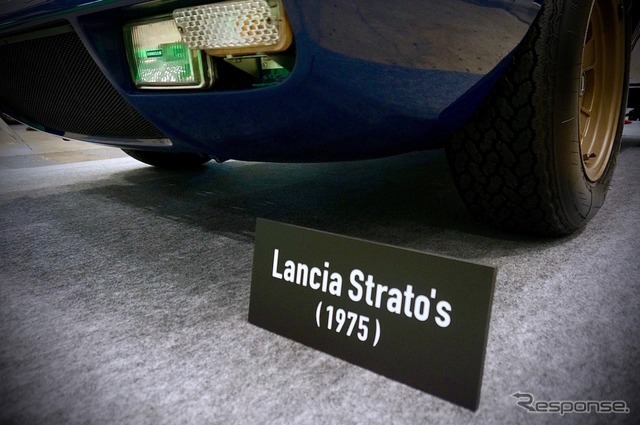 Lancia Strato's
(1975)
Response.